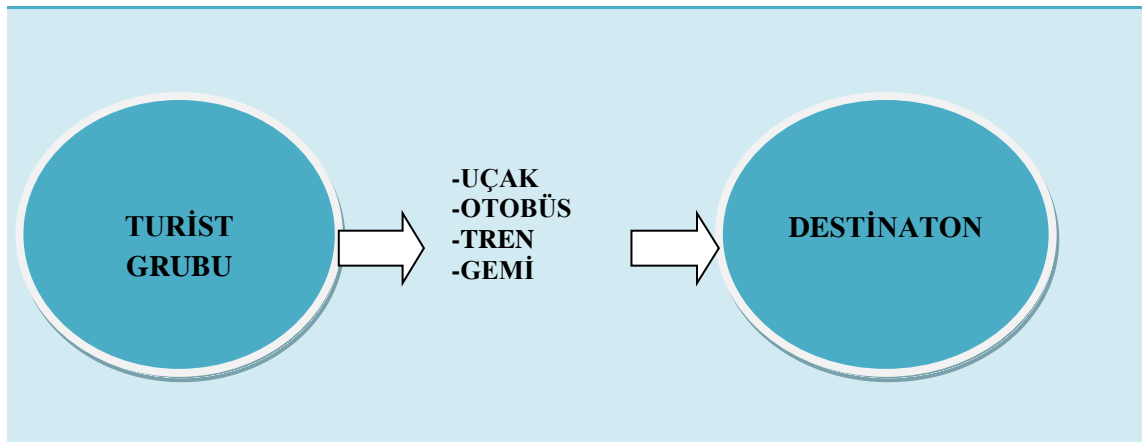 TURİST
GRUBU
-UÇAK
-OTOBÜS
-TREN
-GEMİ
DESTİNATON